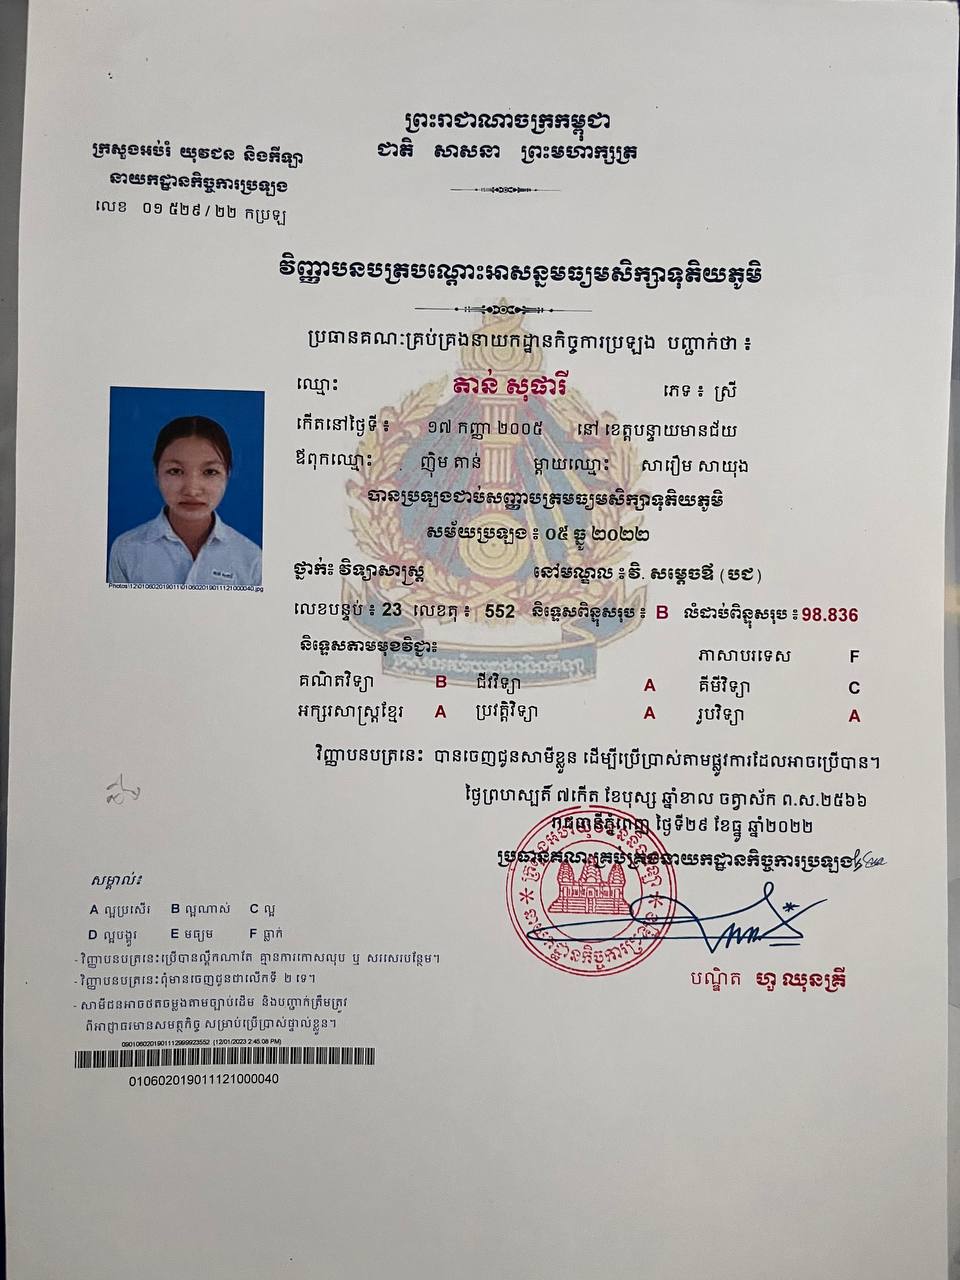 ព្រះរាជាណាចក្រកម្ពុជា
ជាតិ សាសនា ព្រះមហាក្សត្រ
ក្រសួងអប់រំ យុវជន និងកីឡា
នាយកដ្ឋានកិច្ចការប្រឡង
លេខ ០១ ៥២៩ / ២២ កប្រឡ
វិញ្ញាបនបត្របណ្តោះអាសន្នមធ្យមសិក្សាទុតិយភូមិ
ប្រធានគណៈគ្រប់គ្រងនាយកដ្ឋានកិច្ចការប្រឡង បញ្ជាក់ថា ៖
ឈ្មោះ តាន់ សុផារី ភេទ ៖ ស្រី
កើតនៅថ្ងៃទី ៖ ១៧ កញ្ញា ២០០៥ នៅ ខេត្តបន្ទាយមានជ័យ
ឪពុកឈ្មោះ ញ៉ិម តាន់ ម្តាយឈ្មោះ សារឿម សាយុង
បានប្រឡងជាប់សញ្ញាបត្រមធ្យមសិក្សាទុតិយភូមិ
សម័យប្រឡង ៖ ០៥ ធ្នូ ២០២២
ថ្នាក់៖ វិទ្យាសាស្ត្រ នៅមណ្ឌល ៖ វិ. សម្តេចឪ (បជ)
លេខបន្ទប់ ៖ 23 លេខតុ ៖ 552 និទ្ទេសពិន្ទុសរុប ៖ B លំដាប់ពិន្ទុសរុប ៖ 98.836
និទ្ទេសតាមមុខវិជ្ជា៖ ភាសាបរទេស F
គណិតវិទ្យា B ជីវវិទ្យា A គីមីវិទ្យា C
អក្សរសាស្ត្រខ្មែរ A ប្រវត្តិវិទ្យា A រូបវិទ្យា A
Photos\12\010602019011\010602019011121000040.jpg
ក្រសួងអប់រំយុវជននិងកីឡា
វិញ្ញាបនបត្រនេះ បានចេញជូនសាមីខ្លួន ដើម្បីប្រើប្រាស់តាមផ្លូវការដែលអាចប្រើបាន។
ថ្ងៃព្រហស្បតិ៍ ៧កើត ខែបុស្ស ឆ្នាំខាល ចត្វាស័ក ព.ស.២៥៦៦
រាជធានីភ្នំពេញ ថ្ងៃទី២៩ ខែធ្នូ ឆ្នាំ២០២២
ប្រធានគណៈគ្រប់គ្រងនាយកដ្ឋានកិច្ចការប្រឡង
បណ្ឌិត ហួ ឈុនគ្រី
សម្គាល់៖
A ល្អប្រសើរ B ល្អណាស់ C ល្អ
D ល្អបង្គួរ E មធ្យម F ធ្លាក់
- វិញ្ញាបនបត្រនេះប្រើបានល្គឹកណាតែ គ្មានការកោសលុប ឬ សរសេរបន្ថែម។
- វិញ្ញាបនបត្រនេះពុំមានចេញជូនជាលើកទី ២ ទេ។
- សាមីជនអាចថតចម្លងតាមច្បាប់ដើម និងបញ្ជាក់ត្រឹមត្រូវ
ពីអាជ្ញាធរមានសមត្ថកិច្ច សម្រាប់ប្រើប្រាស់ផ្ទាល់ខ្លួន។
0901060201901112999923552 (12/01/2023 2:45:08 PM)
010602019011121000040